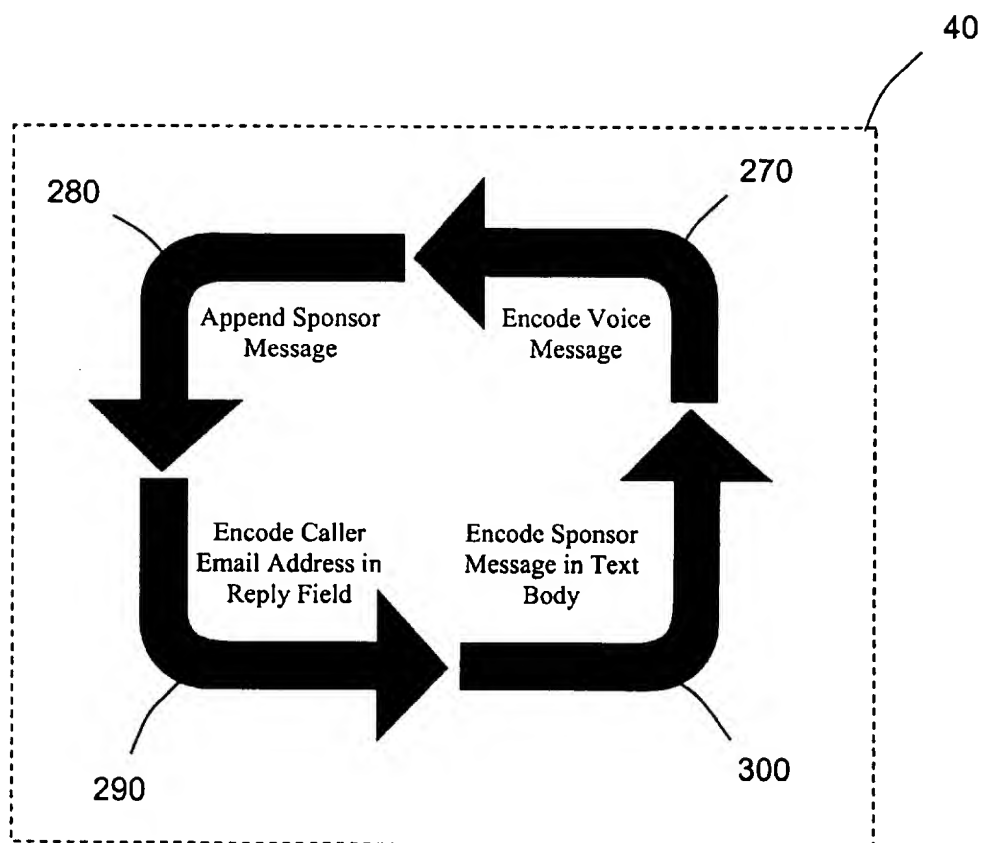 40
280
270
Append Sponsor
Message
Encode Voice
Message
Encode Caller
Email Address in
Reply Field
Encode Sponsor
Message in Text
Body
290
300